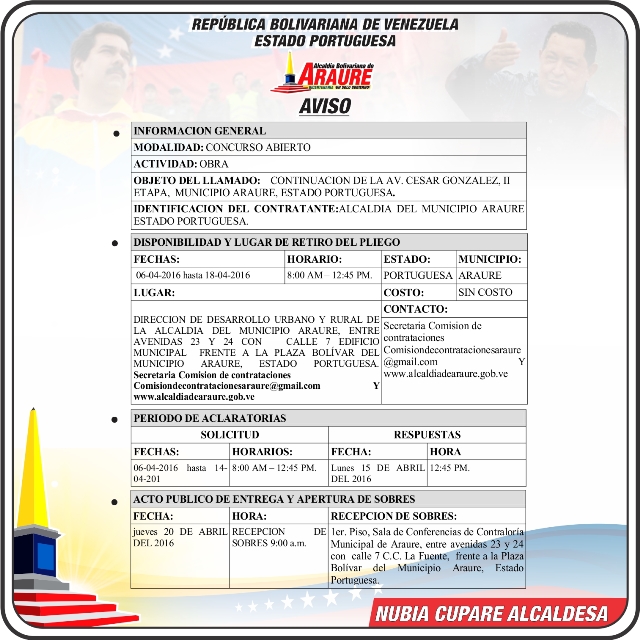 REPÚBLICA BOLIVARIANA DE VENEZUELA
ESTADO PORTUGUESA
Alcaldía Bolivariana de
ARAURE
AVISO
INFORMACION GENERAL
MODALIDAD: CONCURSO ABIERTO
ACTIVIDAD: OBRA
OBJETO DEL LLAMADO: CONTINUACION DE LA AV. CESAR GONZALEZ, II
ETAPA, MUNICIPIO ARAURE, ESTADO PORTUGUESA.
IDENTIFICACION DEL CONTRATANTE:ALCALDIA DEL MUNICIPIO ARAURE
ESTADO PORTUGUESA.
DISPONIBILIDAD Y LUGAR DE RETIRO DEL PLIEGO
FECHAS: HORARIO: ESTADO: MUNICIPIO:
06-04-2016 hasta 18-04-2016 8:00 AM – 12:45 PM. PORTUGUESA ARAURE
LUGAR: COSTO: SIN COSTO
DIRECCION DE DESARROLLO URBANO Y RURAL DE
LA ALCALDIA DEL MUNICIPIO ARAURE, ENTRE
AVENIDAS 23 Y 24 CON CALLE 7 EDIFICIO
MUNICIPAL FRENTE A LA PLAZA BOLÍVAR DEL
MUNICIPIO ARAURE, ESTADO PORTUGUESA.
Secretaria Comision de contrataciones
Comisiondecontratacionesaraure@gmail.com Y
www.alcaldiadearaure.gob.ve
CONTACTO:
Secretaria Comision de
contrataciones
Comisiondecontratacionesaraure
@gmail.com Y
www.alcaldiadearaure.gob.ve
PERIODO DE ACLARATORIAS
SOLICITUD RESPUESTAS
FECHAS: HORARIOS: FECHA: HORA
06-04-2016 hasta 14-
04-201
8:00 AM – 12:45 PM.
Lunes 15 DE ABRIL
DEL 2016
12:45 PM.
ACTO PUBLICO DE ENTREGA Y APERTURA DE SOBRES
FECHA: HORA: RECEPCION DE SOBRES:
jueves 20 DE ABRIL
DEL 2016
RECEPCION DE
SOBRES 9:00 a.m.
1cr. Piso, Sala de Conferencias de Contraloría
Municipal de Araure, entre avenidas 23 y 24
con calle 7 C.C. La Fuente, frente a la Plaza
Bolívar del Municipio Araure, Estado
Portuguesa.
NUBIA CUPARE ALCALDESA